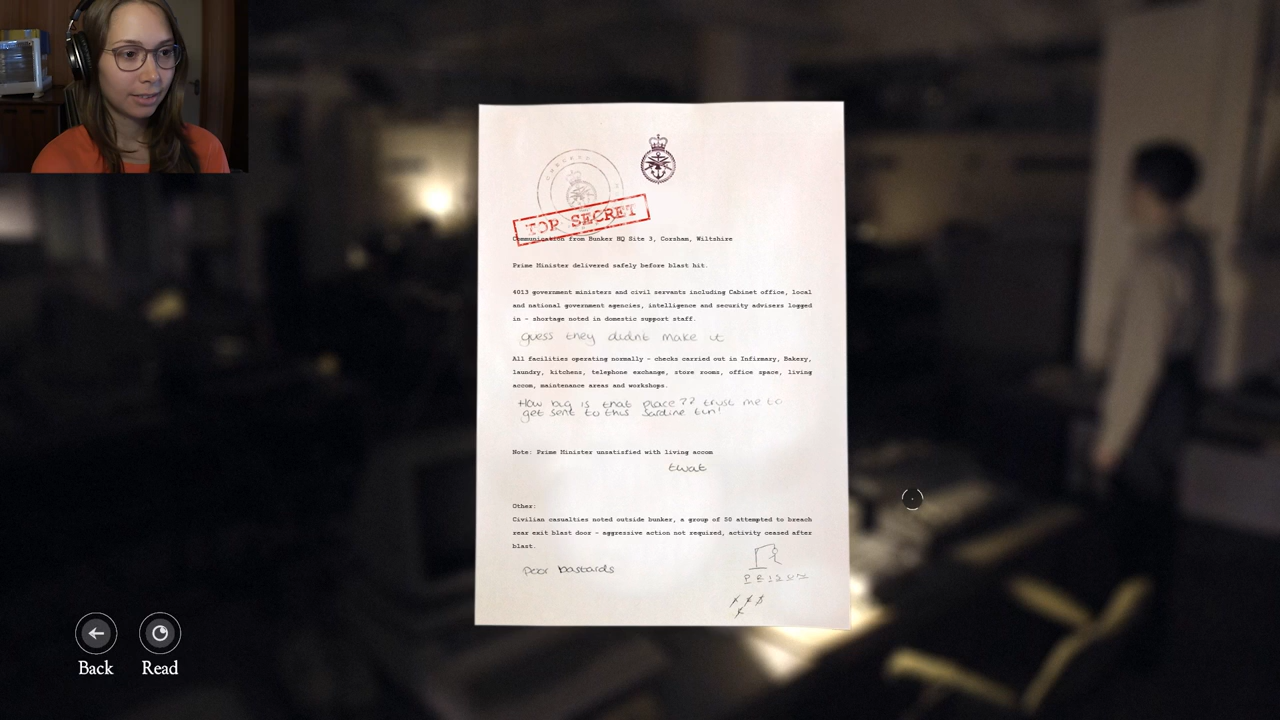 TOP SECRET
Communication from Bunker HQ Site 3, Corsham, Wiltshire
Prime Minister delivered safely before blast hit.
4013 government ministers and civil servants including Cabinet office, local
and national government agencies, intelligence and security advisers logged
in - shortage noted in domestic support staff.
guess they didnt make it
All facilities operating normally - checks carried out in Infirmary, Bakery,
laundry, kitchens, telephone exchange, store rooms, office space, living
accom, maintenance areas and workshops.
How big is that place?? trust me to
get sent to this sardine tin!
Note: Prime Minister unsatisfied with living accom
twat
Other:
Civilian casualties noted outside bunker, a group of 50 attempted to breach
rear exit blast door - aggressive action not required, activity ceased after
blast.
poor bastards
Back
Read